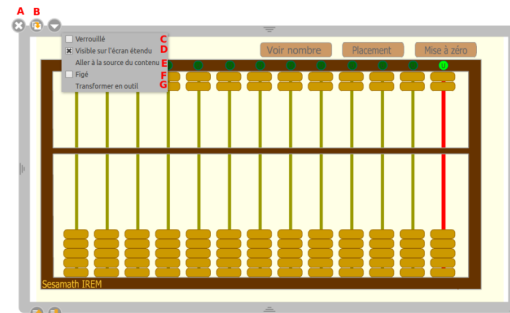 A B
Verrouillé C
Visible sur l'écran étendu D
Aller à la source du contenu E
Figé F
Transformer en outil G
Voir nombre Placement Mise à zéro
Sesamath IREM